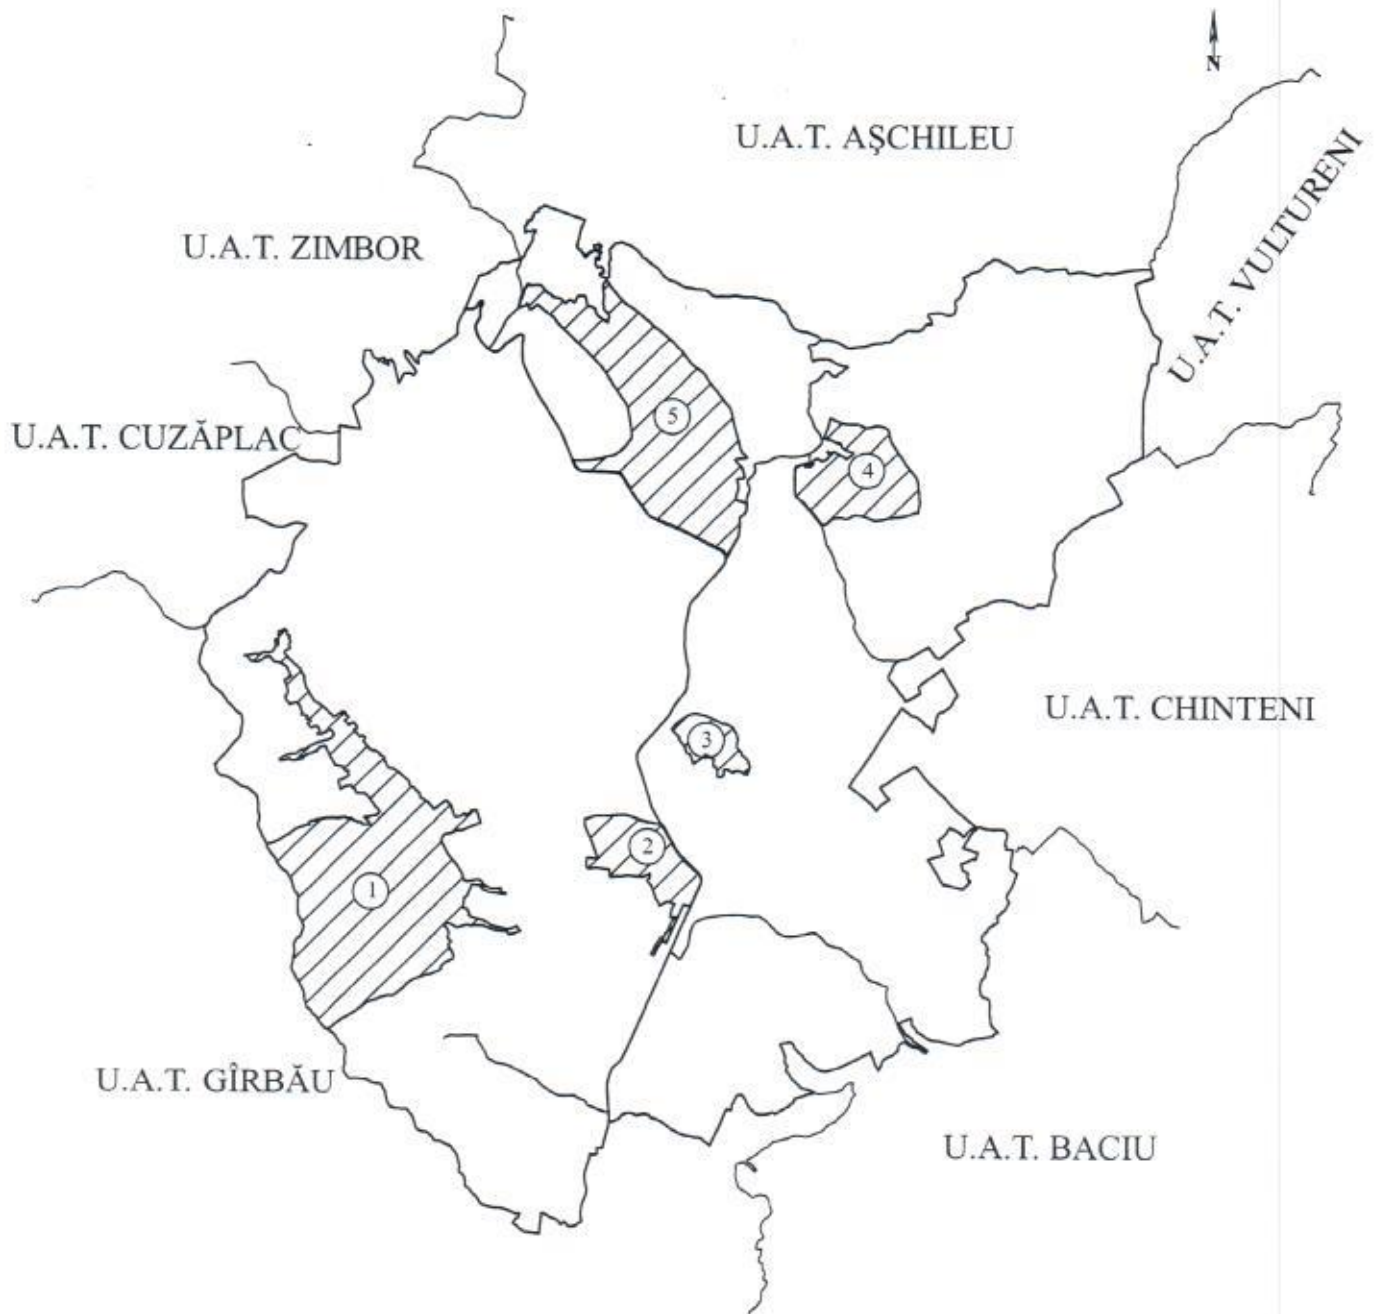 N
U.A.T. AŞCHILEU
U.A.T. VULTURENI
U.A.T. ZIMBOR
5
U.A.T. CUZĂPLAC
4
U.A.T. CHINTENI
3
2
1
U.A.T. GÎRBĂU
U.A.T. BACIU